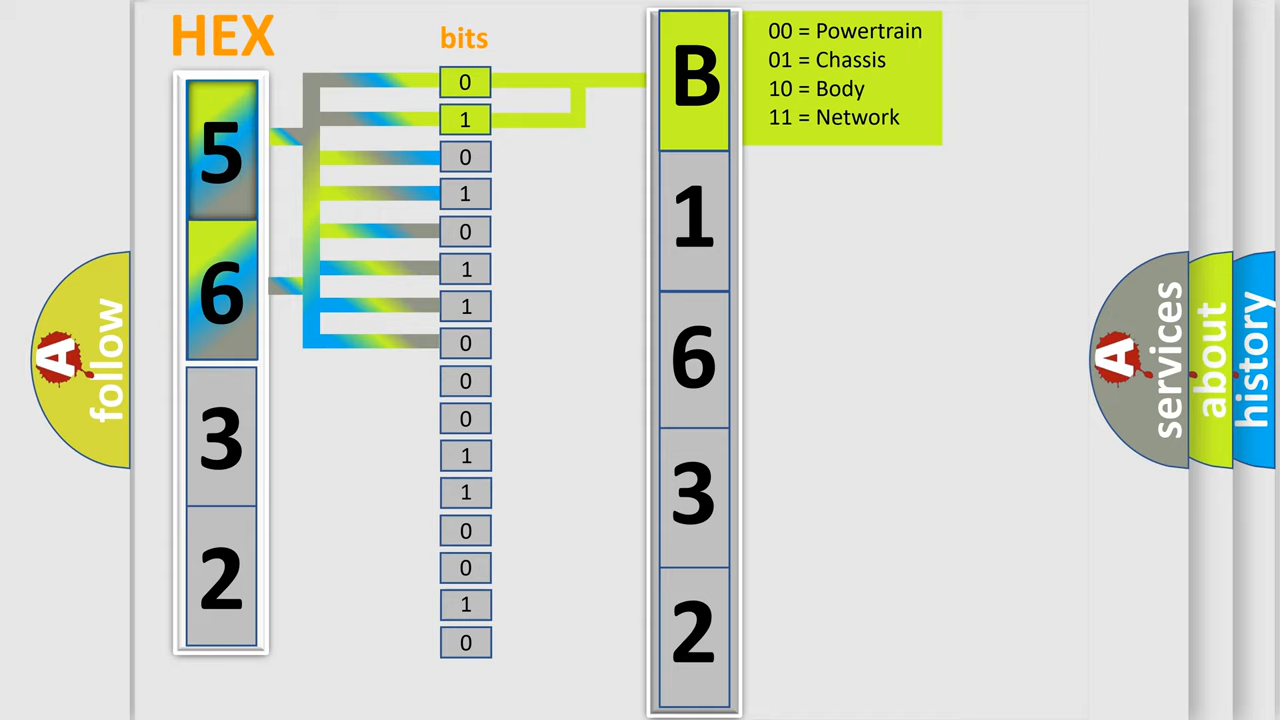 HEX
bits
5
6
3
2
0
1
0
1
0
1
1
0
0
0
1
1
0
0
1
0
B
1
6
3
2
00 = Powertrain
01 = Chassis
10 = Body
11 = Network
A
follow
A
services
about
history